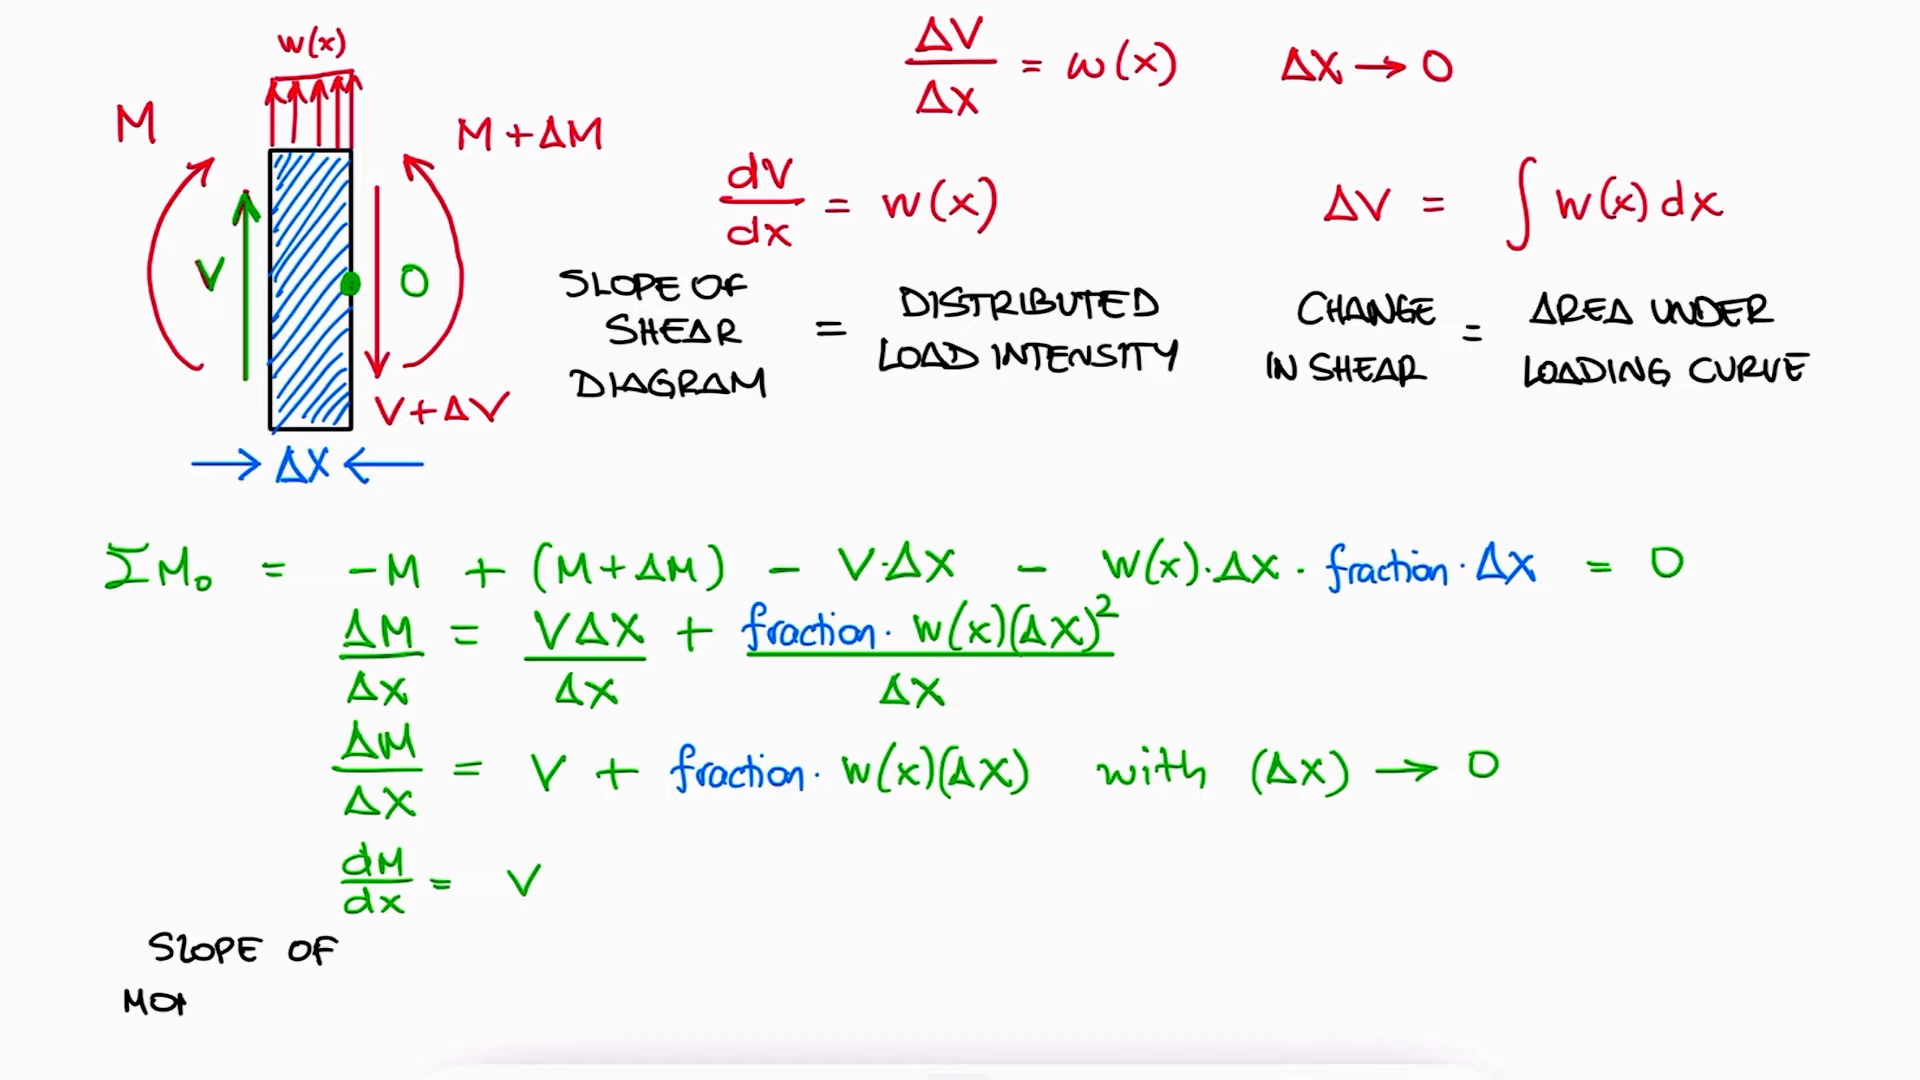 w(x)
M
M + ΔM
V
O
V + ΔV
ΔX
ΔV/ΔX = w(x)    ΔX → 0
dV/dx = w(x)    ΔV = ∫ w(x) dx
SLOPE OF SHEAR DIAGRAM = DISTRIBUTED LOAD INTENSITY
CHANGE IN SHEAR = AREA UNDER LOADING CURVE
ΣM₀ = -M + (M + ΔM) - V·ΔX - W(x)·ΔX · fraction · ΔX = 0
ΔM/ΔX = VΔX/ΔX + fraction · W(x)(ΔX)²/ΔX
ΔM/ΔX = V + fraction · W(x)(ΔX) with (ΔX) → 0
dM/dx = V
SLOPE OF
MOM